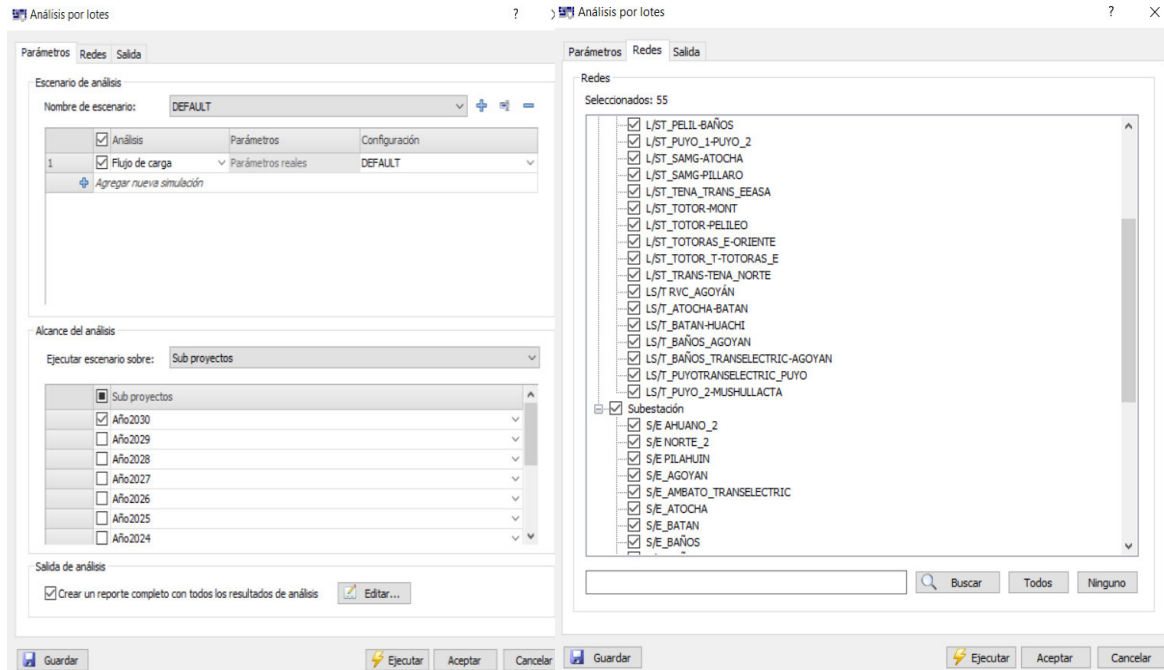 Análisis por lotes
?
Parámetros Redes Salida
Escenario de análisis
Nombre de escenario: DEFAULT
Análisis Parámetros Configuración
1 Flujo de carga Parámetros reales DEFAULT
Agregar nueva simulación
Alcance del análisis
Ejecutar escenario sobre: Sub proyectos
Sub proyectos
Año2030
Año2029
Año2028
Año2027
Año2026
Año2025
Año2024
Salida de análisis
Crear un reporte completo con todos los resultados de análisis Editar...
Guardar Ejecutar Aceptar Cancelar
Análisis por lotes
?
Parámetros Redes Salida
Redes
Seleccionados: 55
L/ST_PELIL-BAÑOS
L/ST_PUYO_1-PUYO_2
L/ST_SAMG-ATOCHA
L/ST_SAMG-PILLARO
L/ST_TENA_TRANS_EEASA
L/ST_TOTOR-MONT
L/ST_TOTOR-PELILEO
L/ST_TOTORAS_E-ORIENTE
L/ST_TOTOR_T-TOTORAS_E
L/ST_TRANS-TENA_NORTE
LS/T RVC_AGOYÁN
LS/T_ATOCHA-BATAN
LS/T_BATAN-HUACHI
LS/T_BAÑOS_AGOYAN
LS/T_BAÑOS_TRANSELECTRIC-AGOYAN
LS/T_PUYOTRANSELECTRIC_PUYO
LS/T_PUYO_2-MUSHULLACTA
Subestación
S/E AHUANO_2
S/E NORTE_2
S/E PILAHUIN
S/E_AGOYAN
S/E_AMBATO_TRANSELECTRIC
S/E_ATOCHA
S/E_BATAN
S/E_BAÑOS
Buscar Todos Ninguno
Guardar Ejecutar Aceptar Cancelar